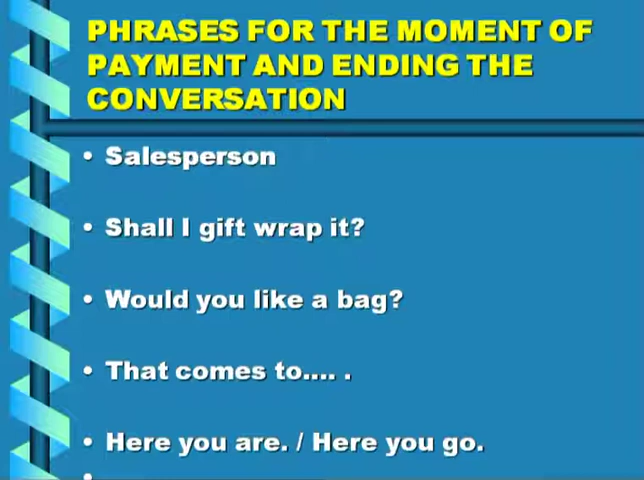 PHRASES FOR THE MOMENT OF
PAYMENT AND ENDING THE
CONVERSATION
• Salesperson
• Shall I gift wrap it?
• Would you like a bag?
• That comes to.... .
• Here you are. / Here you go.
•